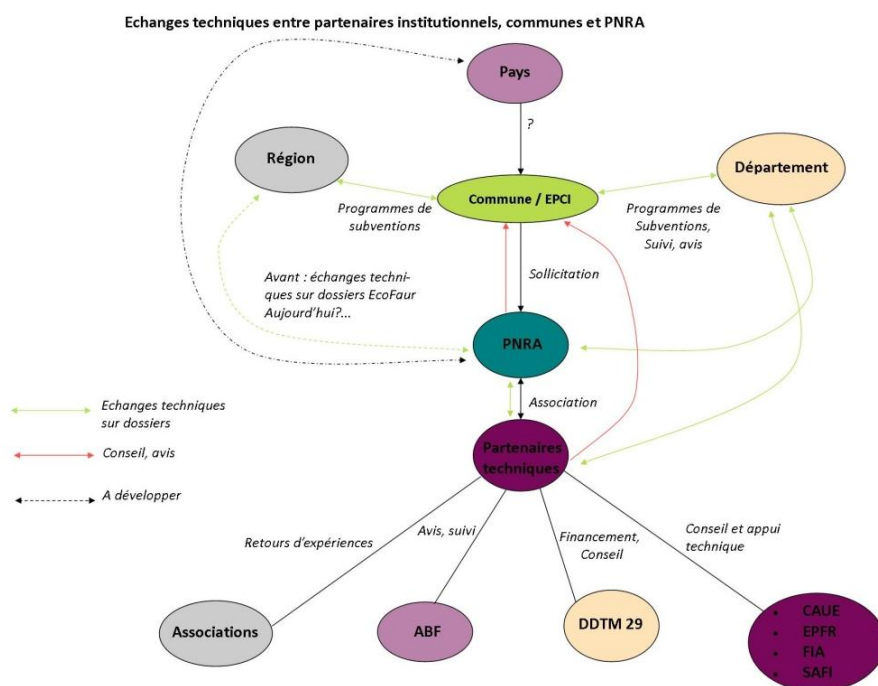 Echanges techniques entre partenaires institutionnels, communes et PNRA
Pays
?
Région
Département
Commune / EPCI
Programmes de
subventions
Programmes de
Subventions,
Suivi, avis
Avant : échanges techni-
ques sur dossiers EcoFaur
Aujourd'hui?...
Sollicitation
PNRA
Association
Echanges techniques
sur dossiers
Conseil, avis
A développer
Partenaires
techniques
Retours d'expériences
Avis, suivi
Financement,
Conseil
Conseil et appui
technique
Associations
ABF
DDTM 29
• CAUE
• EPFR
• FIA
• SAFI